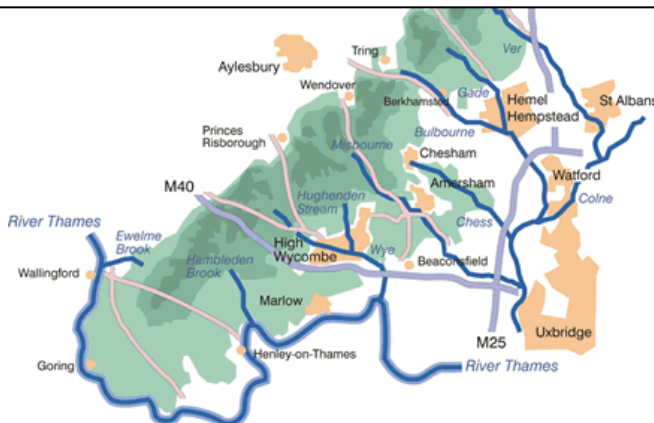 Tring
Ver
Aylesbury
Wendover
Gade
Berkhamsted
Hemel
Hempstead
St Albans
Princes
Risborough
Bulbourne
Misbourne
Chesham
Watford
M40
Amersham
Hughenden
Stream
Colne
River Thames
Chess
Ewelme
Brook
High
Wycombe
Wye
Hambleden
Brook
Beaconsfield
Wallingford
Marlow
Uxbridge
M25
Henley-on-Thames
Goring
River Thames